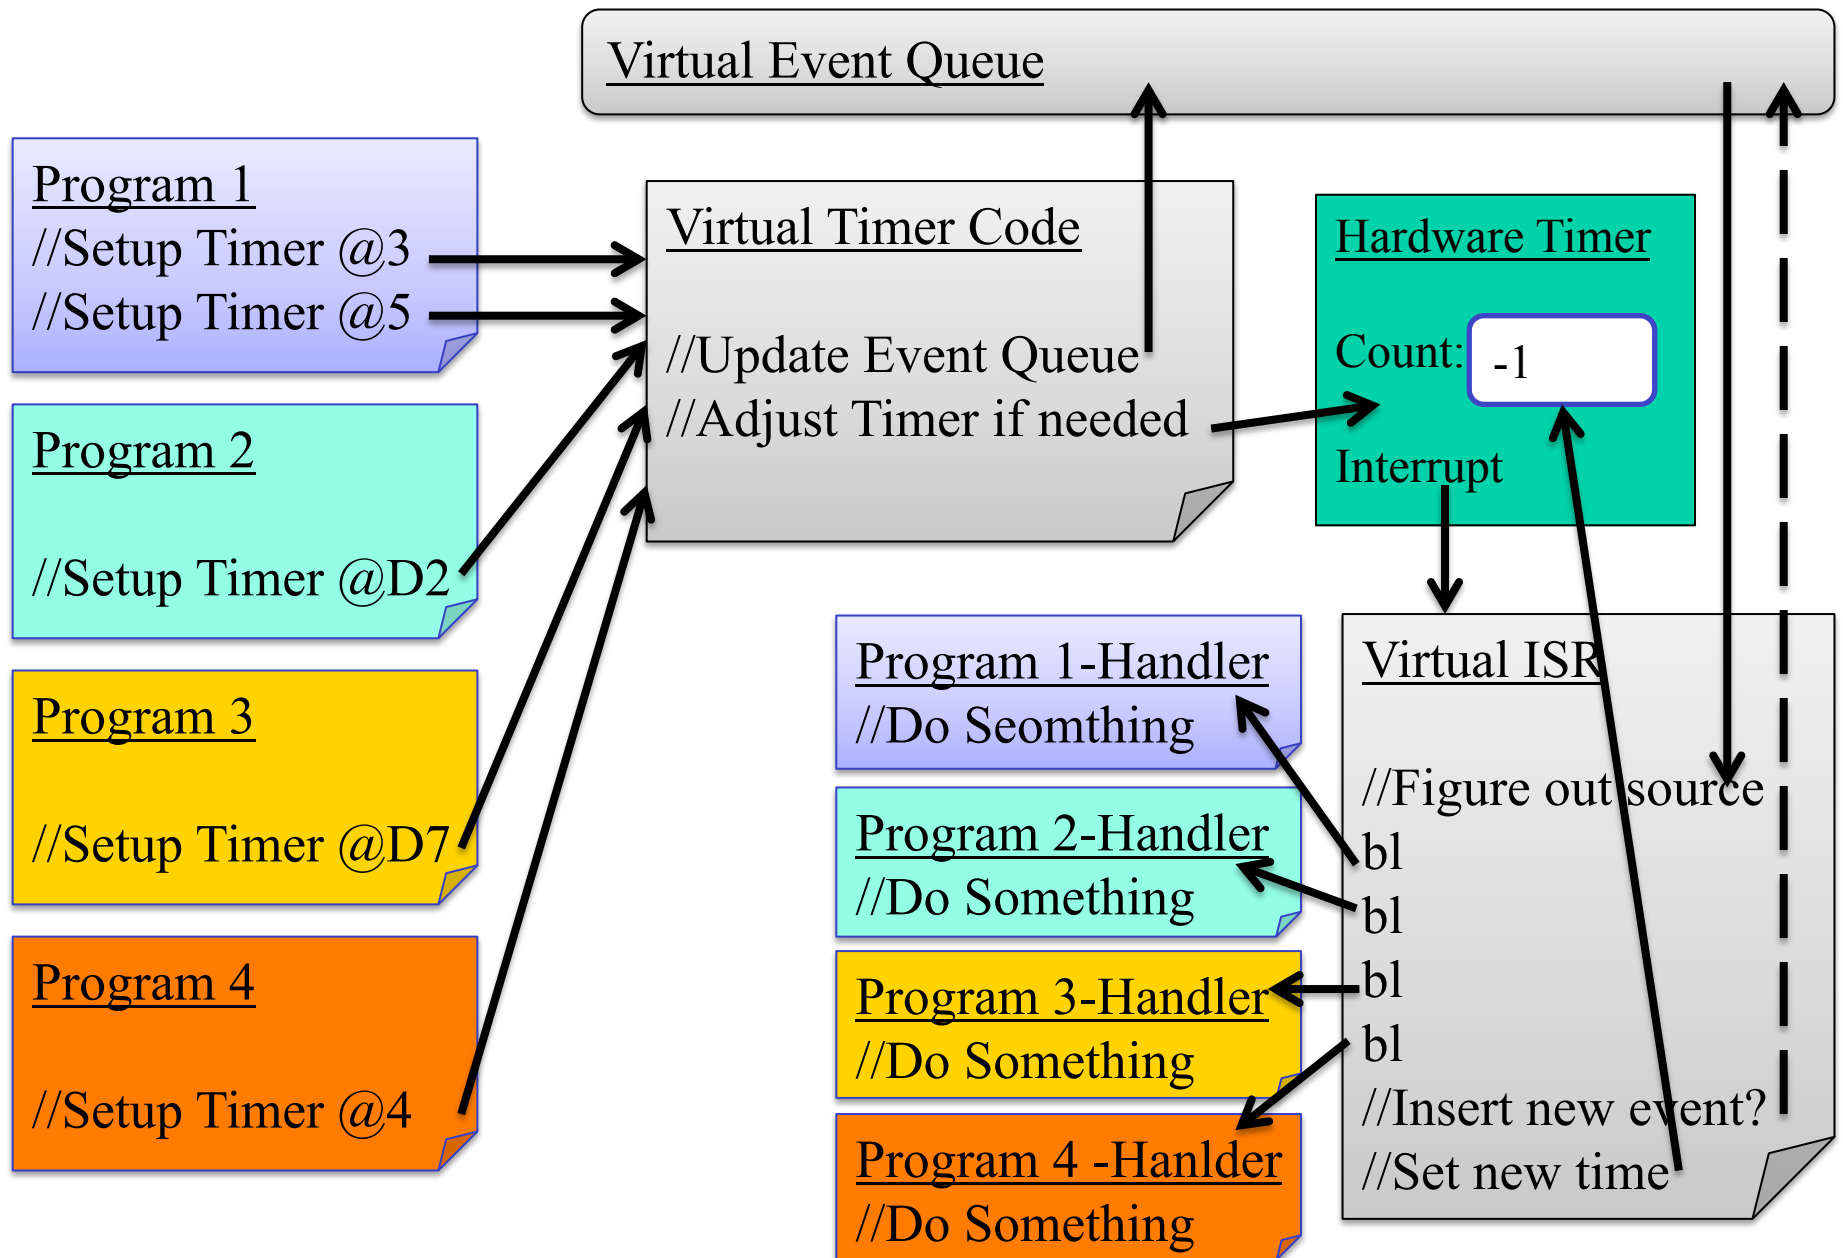 Virtual Event Queue
Program 1
//Setup Timer @3
//Setup Timer @5
Program 2
//Setup Timer @D2
Program 3
//Setup Timer @D7
Program 4
//Setup Timer @4
Virtual Timer Code
//Update Event Queue
//Adjust Timer if needed
Hardware Timer
Count: -1
Interrupt
Program 1-Handler
//Do Seomthing
Program 2-Handler
//Do Something
Program 3-Handler
//Do Something
Program 4 -Hanlder
//Do Something
Virtual ISR
//Figure out source
bl
bl
bl
bl
//Insert new event?
//Set new time